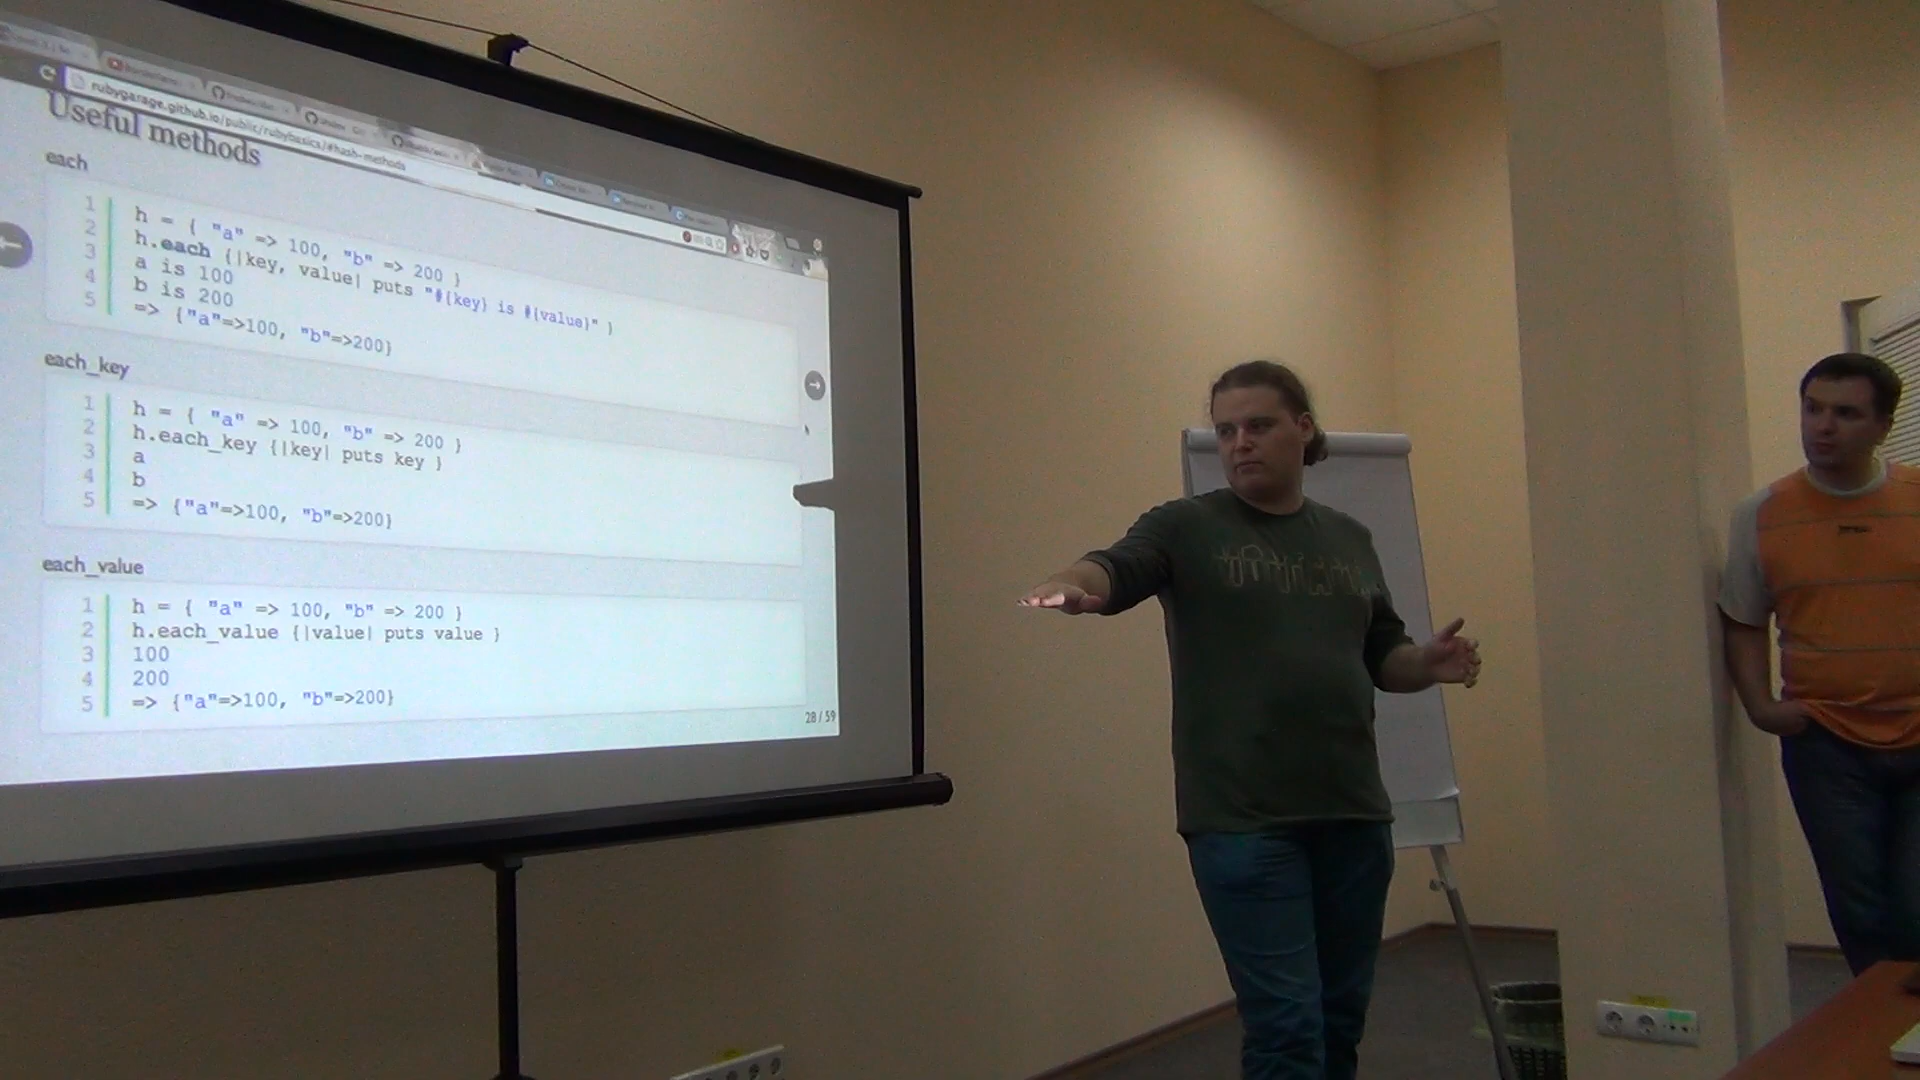 rubygarage.github.io/public/rubybasics/#hash-methods
Useful methods
each
1 h = { "a" => 100, "b" => 200 }
2 h.each {|key, value| puts "#{key} is #{value}" }
3 a is 100
4 b is 200
5 => {"a"=>100, "b"=>200}
each_key
1 h = { "a" => 100, "b" => 200 }
2 h.each_key {|key| puts key }
3 a
4 b
5 => {"a"=>100, "b"=>200}
each_value
1 h = { "a" => 100, "b" => 200 }
2 h.each_value {|value| puts value }
3 100
4 200
5 => {"a"=>100, "b"=>200}
28 / 59